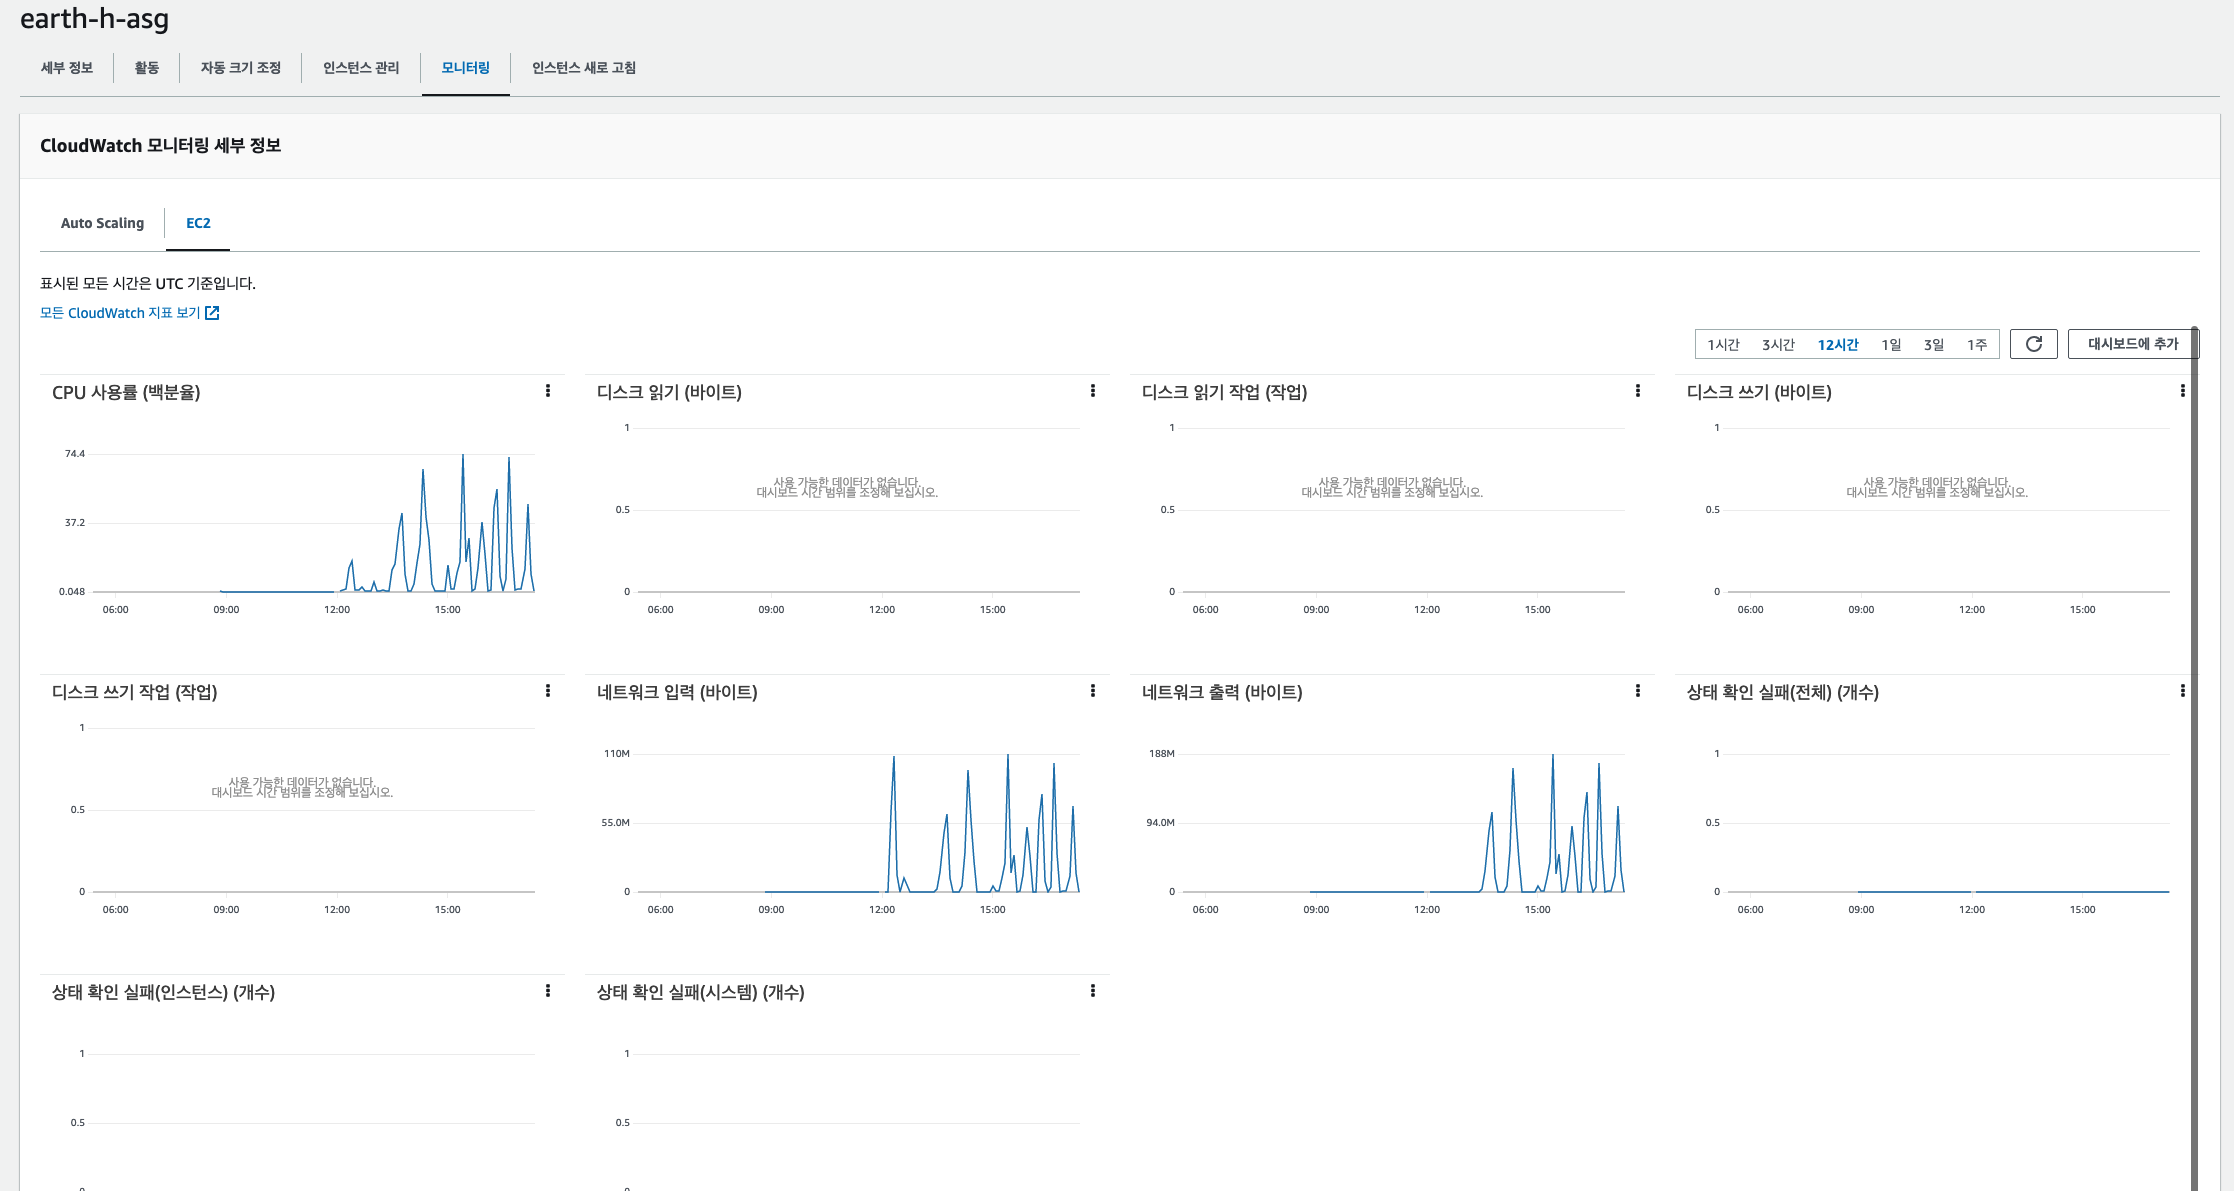 earth-h-asg
세부 정보 활동 자동 크기 조정 인스턴스 관리 모니터링 인스턴스 새로 고침
CloudWatch 모니터링 세부 정보
Auto Scaling EC2
표시된 모든 시간은 UTC 기준입니다.
모든 CloudWatch 지표 보기
1시간 3시간 12시간 1일 3일 1주 대시보드에 추가
CPU 사용률 (백분율)
74.4
37.2
0.048
06:00 09:00 12:00 15:00
디스크 읽기 (바이트)
1
사용 가능한 데이터가 없습니다.
대시보드 시간 범위를 조정해 보십시오.
0.5
0
06:00 09:00 12:00 15:00
디스크 읽기 작업 (작업)
1
사용 가능한 데이터가 없습니다.
대시보드 시간 범위를 조정해 보십시오.
0.5
0
06:00 09:00 12:00 15:00
디스크 쓰기 (바이트)
1
사용 가능한 데이터가 없습니다.
대시보드 시간 범위를 조정해 보십시오.
0.5
0
06:00 09:00 12:00 15:00
디스크 쓰기 작업 (작업)
1
사용 가능한 데이터가 없습니다.
대시보드 시간 범위를 조정해 보십시오.
0.5
0
06:00 09:00 12:00 15:00
네트워크 입력 (바이트)
110M
55.0M
0
06:00 09:00 12:00 15:00
네트워크 출력 (바이트)
188M
94.0M
0
06:00 09:00 12:00 15:00
상태 확인 실패(전체) (개수)
1
0.5
0
06:00 09:00 12:00 15:00
상태 확인 실패(인스턴스) (개수)
1
0.5
0
상태 확인 실패(시스템) (개수)
1
0.5
0